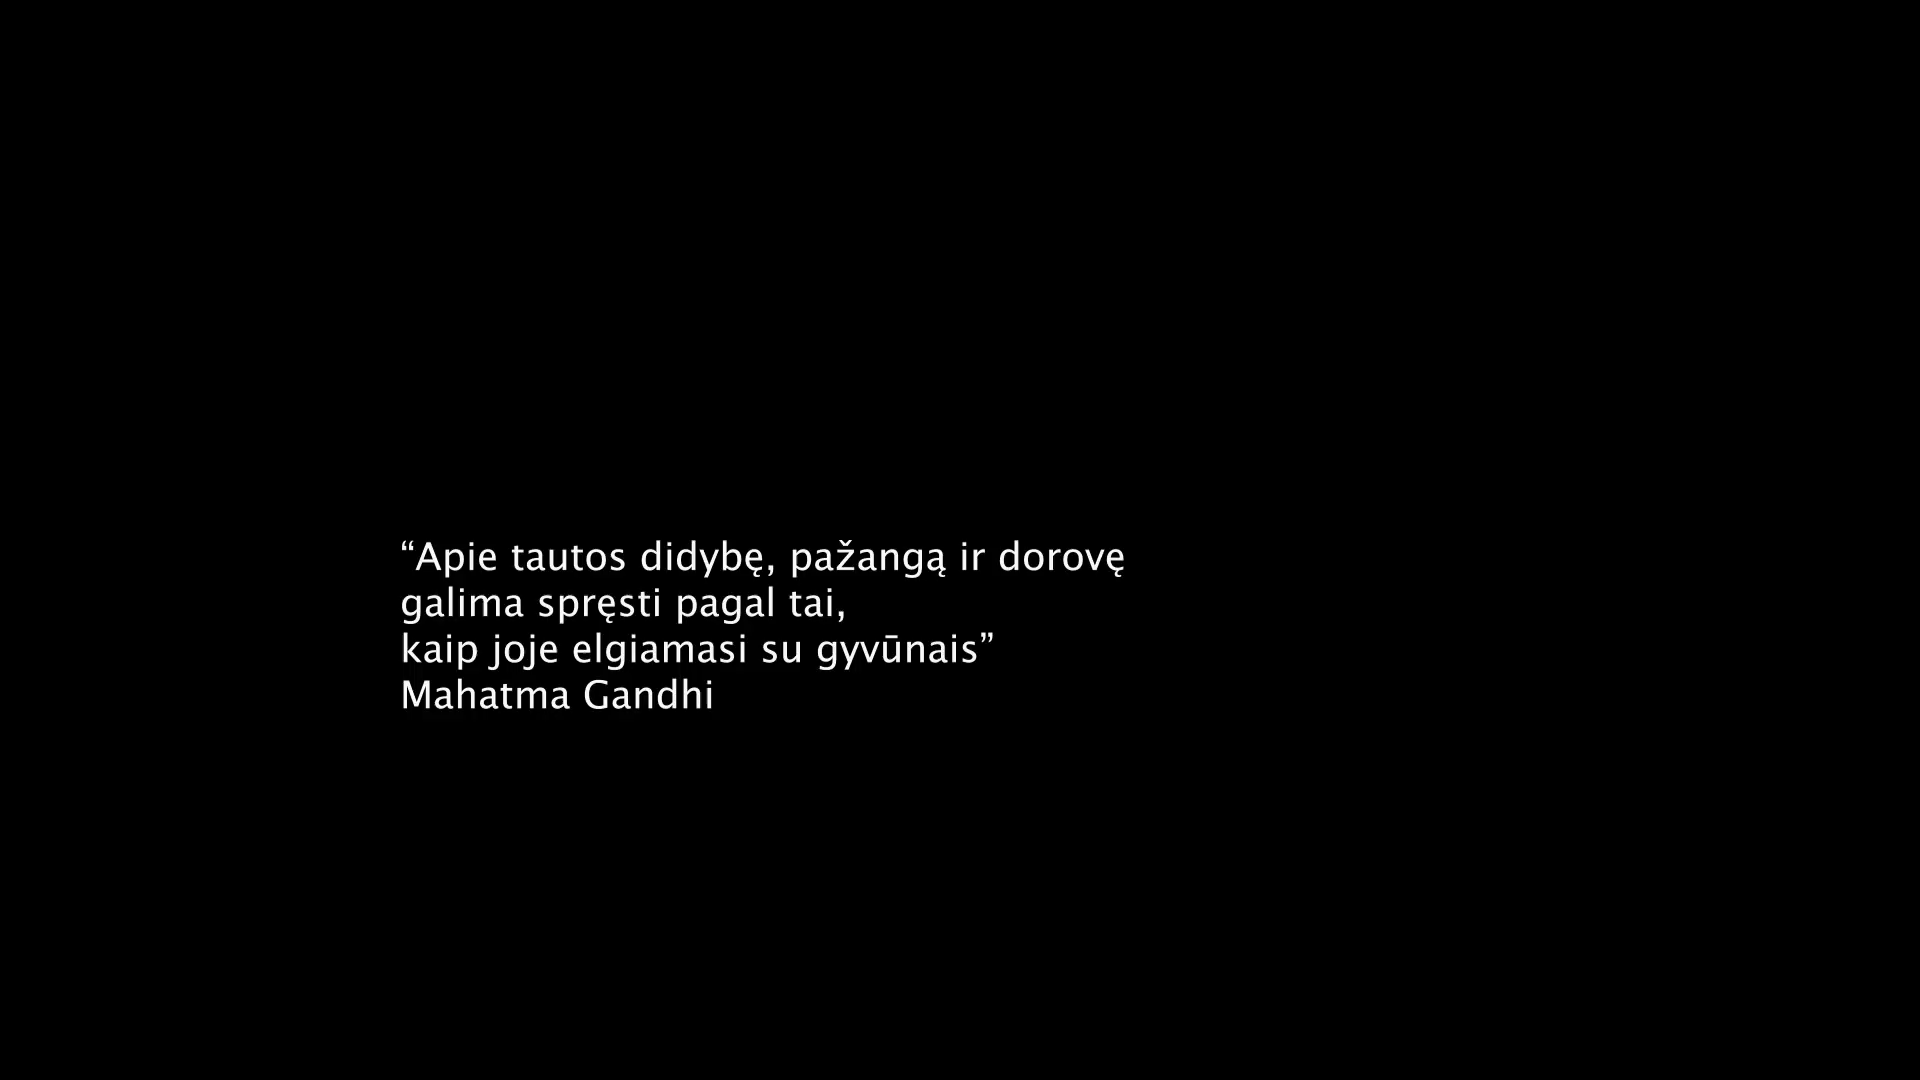 “Apie tautos didybę, pažangą ir dorovę
galima spręsti pagal tai,
kaip joje elgiamasi su gyvūnais”
Mahatma Gandhi